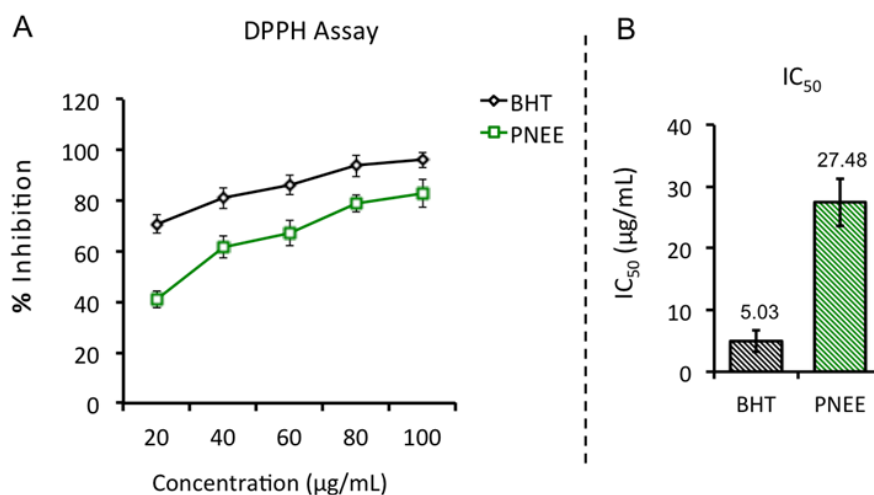 A
DPPH Assay
BHT
PNEE
120
100
80
60
40
20
0
% Inhibition
20 40 60 80 100
Concentration (µg/mL)
B
IC₅₀
40
30
20
10
0
IC₅₀ (µg/mL)
27.48
5.03
BHT PNEE